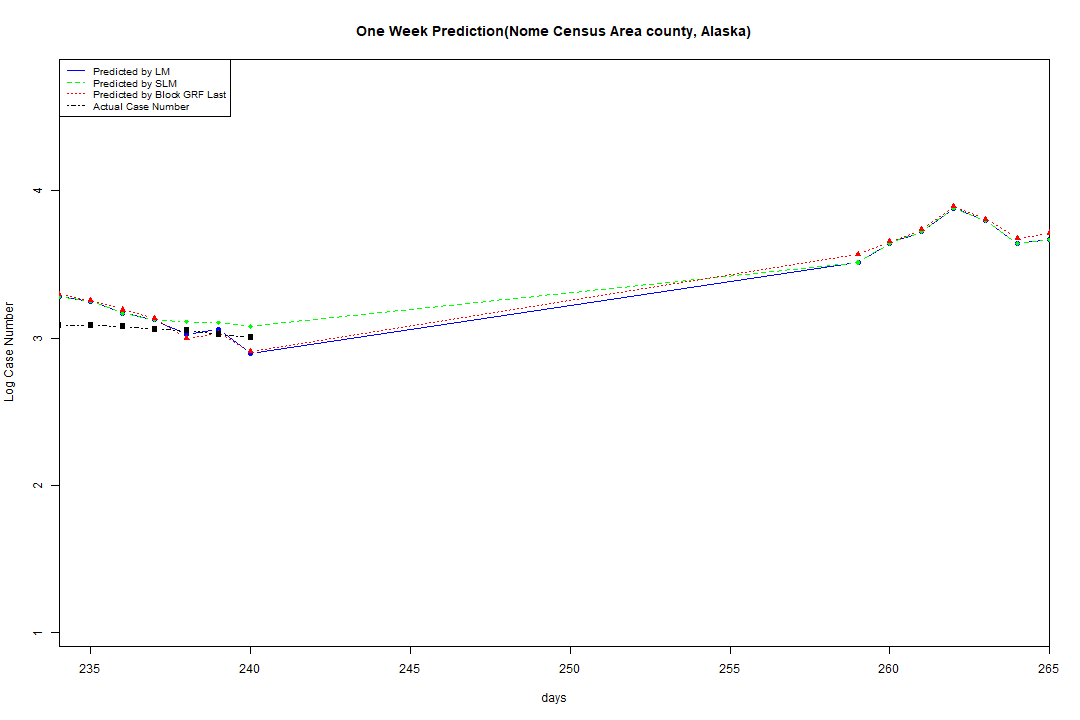 One Week Prediction(Nome Census Area county, Alaska)
Predicted by LM
Predicted by SLM
Predicted by Block GRF Last
Actual Case Number
Log Case Number
4
3
2
1
235 240 245 250 255 260 265
days